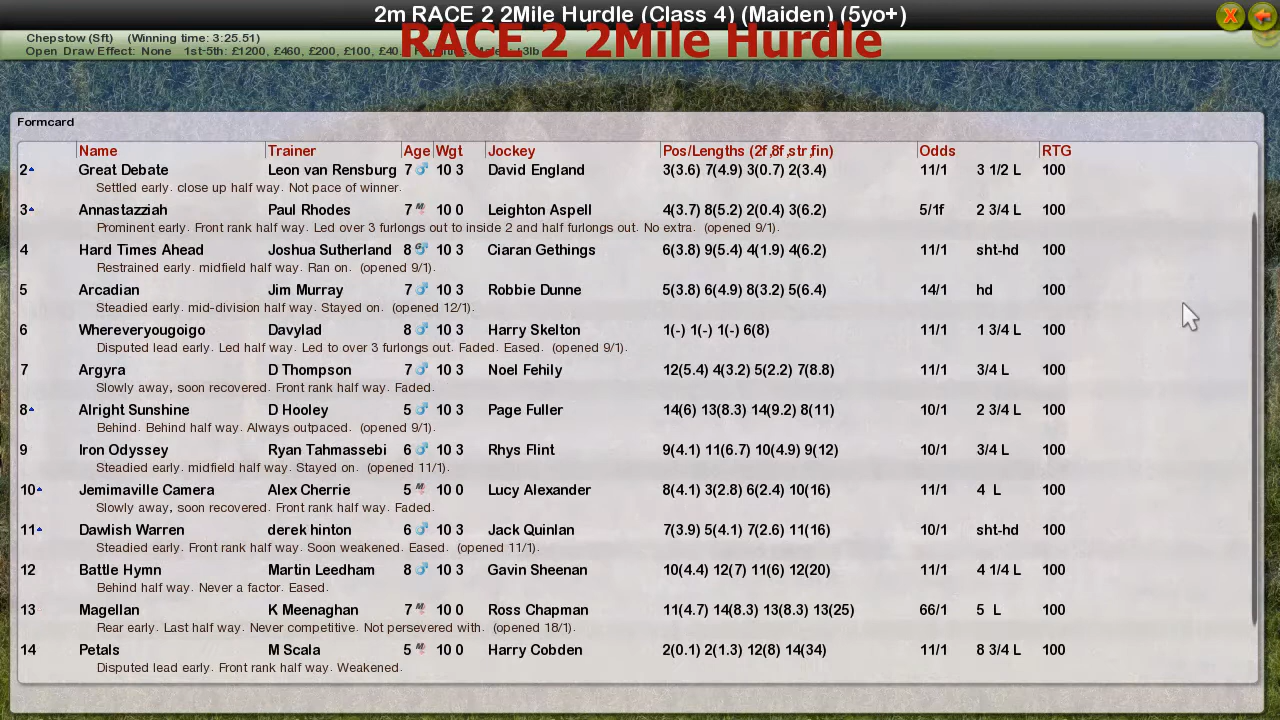 2m RACE 2 2Mile Hurdle (Class 4) (Maiden) (5yo+)
RACE 2 2Mile Hurdle
Chepstow (Sft) (Winning time: 3:25.51)
Open Draw Effect: None 1st-5th: £1200, £460, £200, £100, £40.
Formcard
Name Trainer Age Wgt Jockey Pos/Lengths (2f,8f,str,fin) Odds RTG
2 Great Debate Leon van Rensburg 7 10 3 David England 3(3.6) 7(4.9) 3(0.7) 2(3.4) 11/1 3 1/2 L 100
Settled early. close up half way. Not pace of winner.
3 Annastazziah Paul Rhodes 7 10 0 Leighton Aspell 4(3.7) 8(5.2) 2(0.4) 3(6.2) 5/1f 2 3/4 L 100
Prominent early. Front rank half way. Led over 3 furlongs out to inside 2 and half furlongs out. No extra. (opened 9/1).
4 Hard Times Ahead Joshua Sutherland 8 10 3 Ciaran Gethings 6(3.8) 9(5.4) 4(1.9) 4(6.2) 11/1 sht-hd 100
Restrained early. midfield half way. Ran on. (opened 9/1).
5 Arcadian Jim Murray 7 10 3 Robbie Dunne 5(3.8) 6(4.9) 8(3.2) 5(6.4) 14/1 hd 100
Steadied early. mid-division half way. Stayed on. (opened 12/1).
6 Whereveryougoigo Davylad 8 10 3 Harry Skelton 1(-) 1(-) 1(-) 6(8) 11/1 1 3/4 L 100
Disputed lead early. Led half way. Led to over 3 furlongs out. Faded. Eased. (opened 9/1).
7 Argyra D Thompson 7 10 3 Noel Fehily 12(5.4) 4(3.2) 5(2.2) 7(8.8) 11/1 3/4 L 100
Slowly away, soon recovered. Front rank half way. Faded.
8 Alright Sunshine D Hooley 5 10 3 Page Fuller 14(6) 13(8.3) 14(9.2) 8(11) 10/1 2 3/4 L 100
Behind. Behind half way. Always outpaced. (opened 9/1).
9 Iron Odyssey Ryan Tahmassebi 6 10 3 Rhys Flint 9(4.1) 11(6.7) 10(4.9) 9(12) 10/1 3/4 L 100
Steadied early. midfield half way. Stayed on. (opened 11/1).
10 Jemimaville Camera Alex Cherrie 5 10 0 Lucy Alexander 8(4.1) 3(2.8) 6(2.4) 10(16) 11/1 4 L 100
Slowly away, soon recovered. Front rank half way. Faded.
11 Dawlish Warren derek hinton 6 10 3 Jack Quinlan 7(3.9) 5(4.1) 7(2.6) 11(16) 10/1 sht-hd 100
Steadied early. Front rank half way. Soon weakened. Eased. (opened 11/1).
12 Battle Hymn Martin Leedham 8 10 3 Gavin Sheenan 10(4.4) 12(7) 11(6) 12(20) 11/1 4 1/4 L 100
Behind half way. Never a factor. Eased.
13 Magellan K Meenaghan 7 10 0 Ross Chapman 11(4.7) 14(8.3) 13(8.3) 13(25) 66/1 5 L 100
Rear early. Last half way. Never competitive. Not persevered with. (opened 18/1).
14 Petals M Scala 5 10 0 Harry Cobden 2(0.1) 2(1.3) 12(8) 14(34) 11/1 8 3/4 L 100
Disputed lead early. Front rank half way. Weakened.